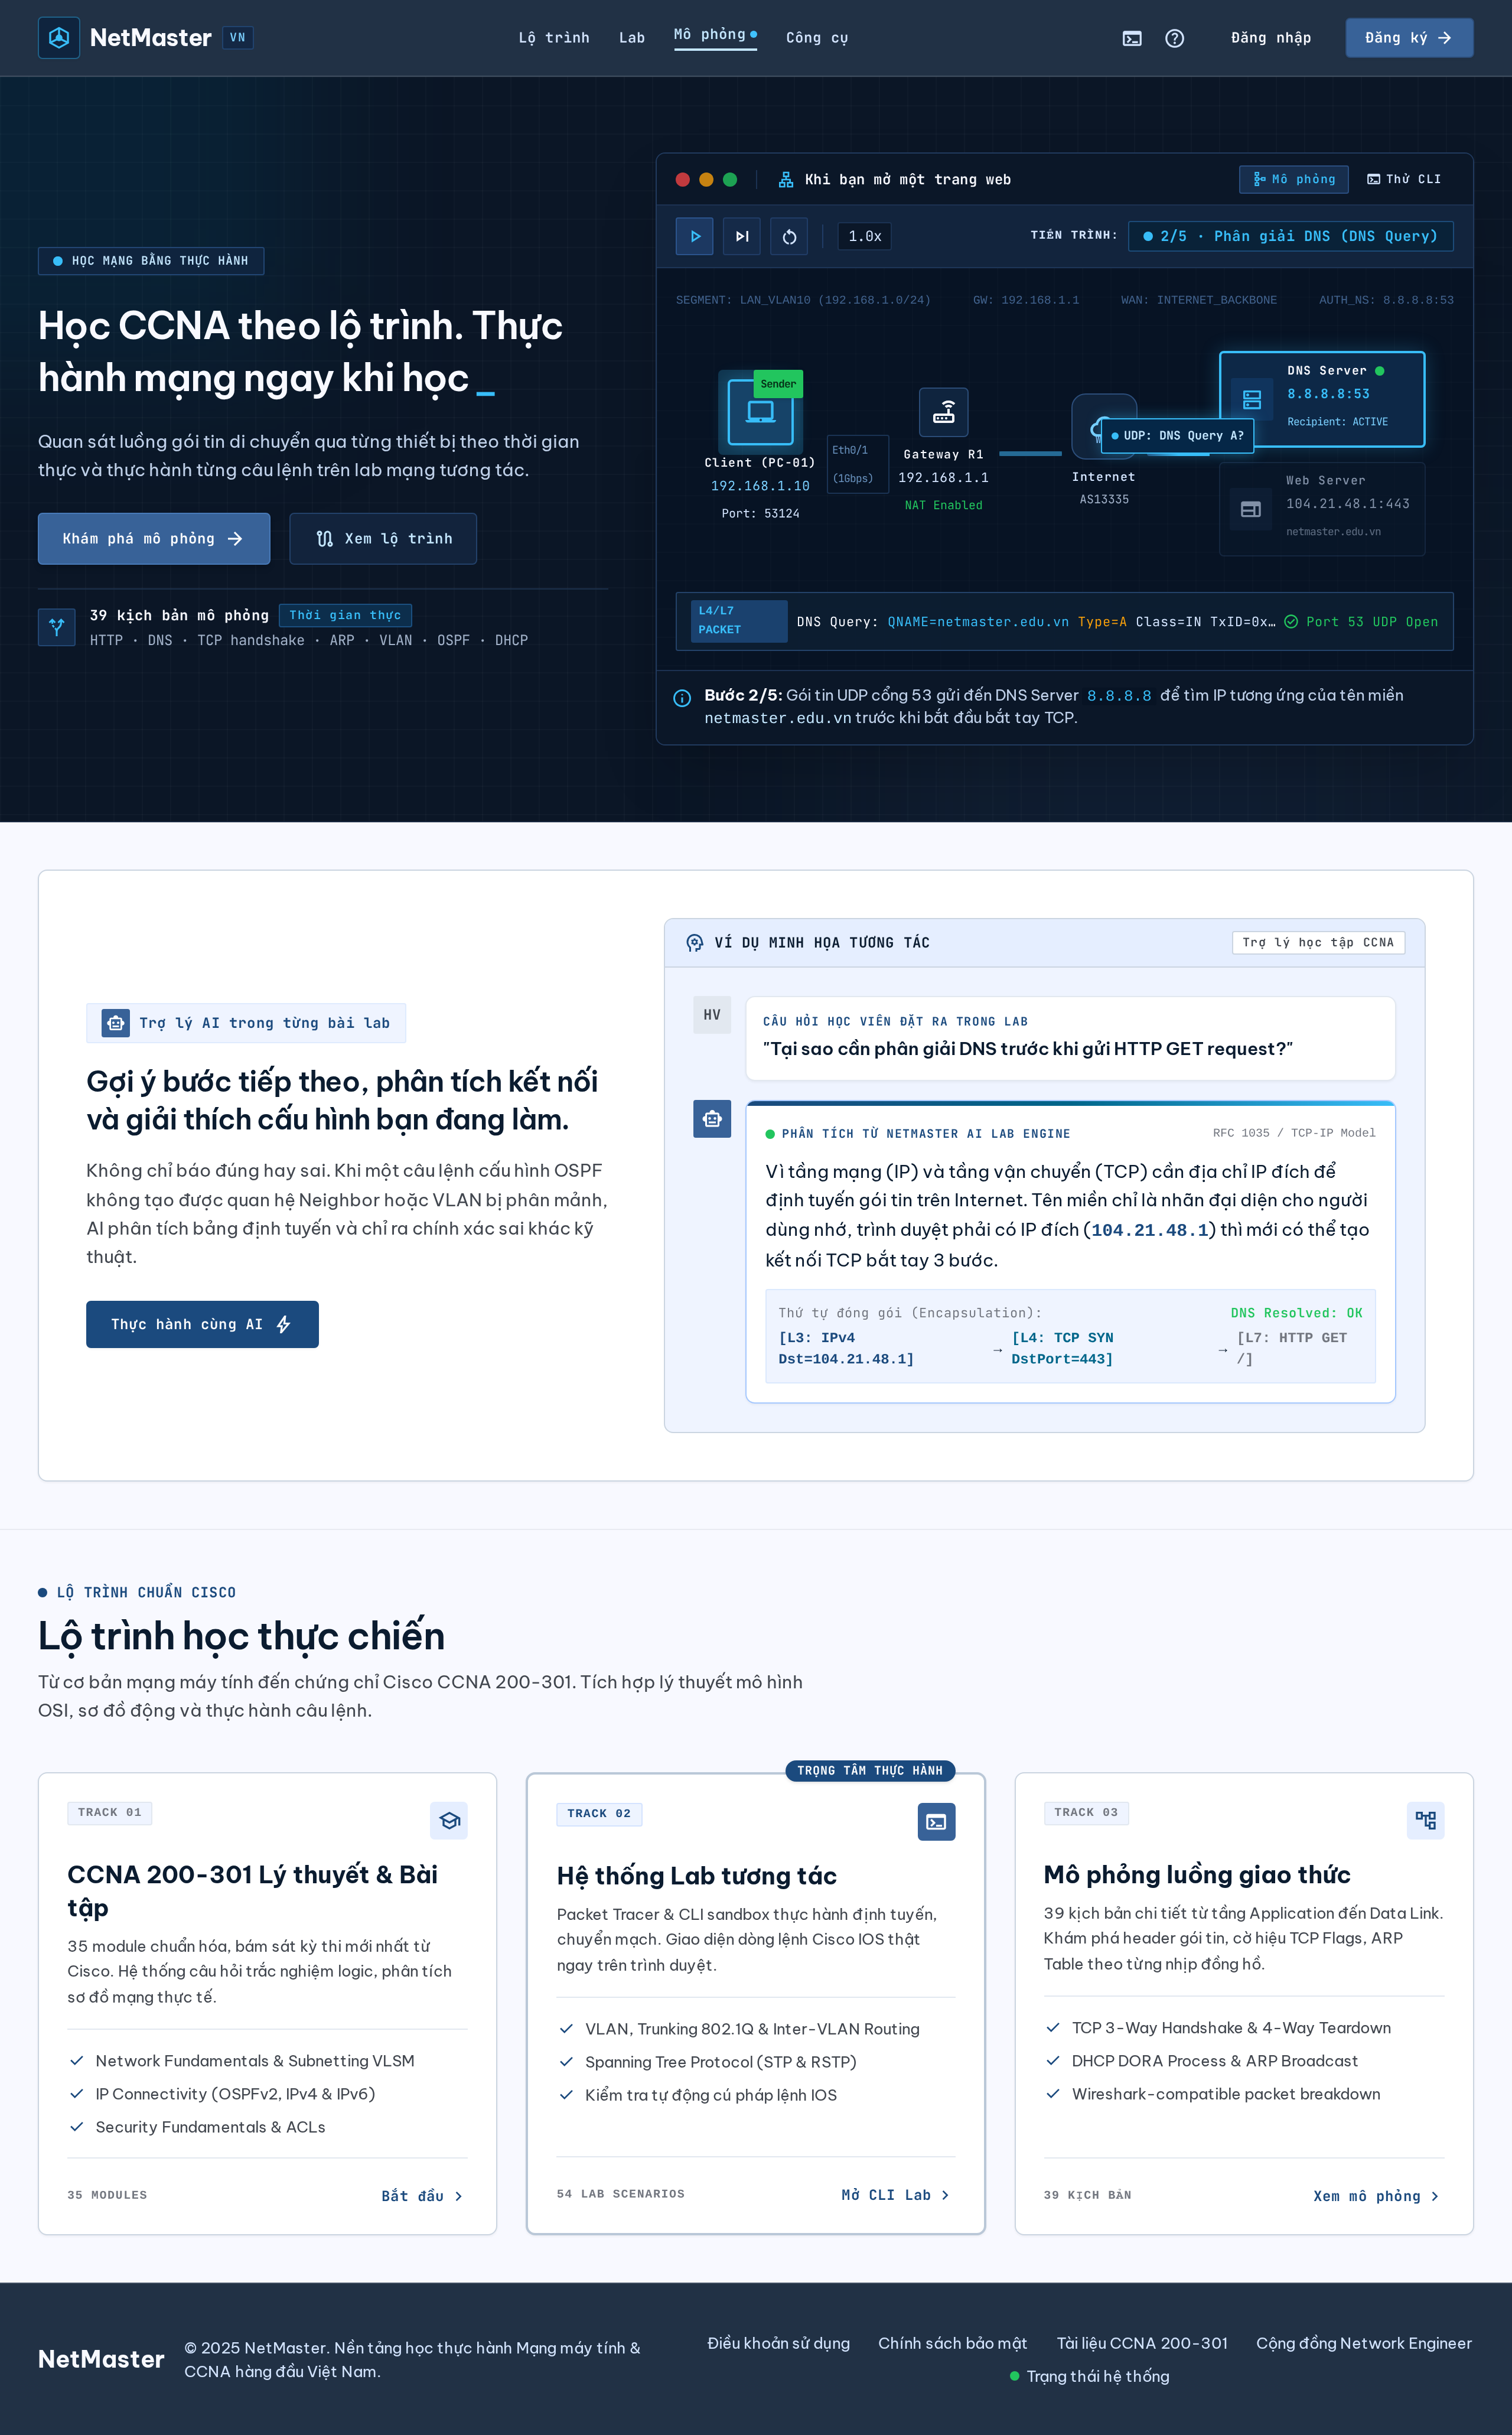 NetMaster VN
Lộ trình
Lab
Mô phỏng
Công cụ
Đăng nhập
Đăng ký
HỌC MẠNG BẰNG THỰC HÀNH
Học CCNA theo lộ trình. Thực
hành mạng ngay khi học _
Quan sát luồng gói tin di chuyển qua từng thiết bị theo thời gian
thực và thực hành từng câu lệnh trên lab mạng tương tác.
Khám phá mô phỏng
Xem lộ trình
39 kịch bản mô phỏng Thời gian thực
HTTP · DNS · TCP handshake · ARP · VLAN · OSPF · DHCP
Khi bạn mở một trang web
Mô phỏng
Thử CLI
1.0x
TIẾN TRÌNH:
2/5 · Phân giải DNS (DNS Query)
SEGMENT: LAN_VLAN10 (192.168.1.0/24)
GW: 192.168.1.1
WAN: INTERNET_BACKBONE
AUTH_NS: 8.8.8.8:53
Sender
Client (PC-01)
192.168.1.10
Port: 53124
Eth0/1
(1Gbps)
Gateway R1
192.168.1.1
NAT Enabled
Internet
AS13335
UDP: DNS Query A?
DNS Server
8.8.8.8:53
Recipient: ACTIVE
Web Server
104.21.48.1:443
netmaster.edu.vn
L4/L7
PACKET
DNS Query: QNAME=netmaster.edu.vn Type=A Class=IN TxID=0x…
Port 53 UDP Open
Bước 2/5: Gói tin UDP cổng 53 gửi đến DNS Server 8.8.8.8 để tìm IP tương ứng của tên miền
netmaster.edu.vn trước khi bắt đầu bắt tay TCP.
Trợ lý AI trong từng bài lab
Gợi ý bước tiếp theo, phân tích kết nối
và giải thích cấu hình bạn đang làm.
Không chỉ báo đúng hay sai. Khi một câu lệnh cấu hình OSPF
không tạo được quan hệ Neighbor hoặc VLAN bị phân mảnh,
AI phân tích bảng định tuyến và chỉ ra chính xác sai khác kỹ
thuật.
Thực hành cùng AI
VÍ DỤ MINH HỌA TƯƠNG TÁC
Trợ lý học tập CCNA
HV
CÂU HỎI HỌC VIÊN ĐẶT RA TRONG LAB
"Tại sao cần phân giải DNS trước khi gửi HTTP GET request?"
PHÂN TÍCH TỪ NETMASTER AI LAB ENGINE
RFC 1035 / TCP-IP Model
Vì tầng mạng (IP) và tầng vận chuyển (TCP) cần địa chỉ IP đích để
định tuyến gói tin trên Internet. Tên miền chỉ là nhãn đại diện cho người
dùng nhớ, trình duyệt phải có IP đích (104.21.48.1) thì mới có thể tạo
kết nối TCP bắt tay 3 bước.
Thứ tự đóng gói (Encapsulation):
DNS Resolved: OK
[L3: IPv4
Dst=104.21.48.1]
→
[L4: TCP SYN
DstPort=443]
→
[L7: HTTP GET
/]
LỘ TRÌNH CHUẨN CISCO
Lộ trình học thực chiến
Từ cơ bản mạng máy tính đến chứng chỉ Cisco CCNA 200-301. Tích hợp lý thuyết mô hình
OSI, sơ đồ động và thực hành câu lệnh.
TRACK 01
CCNA 200-301 Lý thuyết & Bài
tập
35 module chuẩn hóa, bám sát kỳ thi mới nhất từ
Cisco. Hệ thống câu hỏi trắc nghiệm logic, phân tích
sơ đồ mạng thực tế.
Network Fundamentals & Subnetting VLSM
IP Connectivity (OSPFv2, IPv4 & IPv6)
Security Fundamentals & ACLs
35 MODULES
Bắt đầu
TRỌNG TÂM THỰC HÀNH
TRACK 02
Hệ thống Lab tương tác
Packet Tracer & CLI sandbox thực hành định tuyến,
chuyển mạch. Giao diện dòng lệnh Cisco IOS thật
ngay trên trình duyệt.
VLAN, Trunking 802.1Q & Inter-VLAN Routing
Spanning Tree Protocol (STP & RSTP)
Kiểm tra tự động cú pháp lệnh IOS
54 LAB SCENARIOS
Mở CLI Lab
TRACK 03
Mô phỏng luồng giao thức
39 kịch bản chi tiết từ tầng Application đến Data Link.
Khám phá header gói tin, cờ hiệu TCP Flags, ARP
Table theo từng nhịp đồng hồ.
TCP 3-Way Handshake & 4-Way Teardown
DHCP DORA Process & ARP Broadcast
Wireshark-compatible packet breakdown
39 KỊCH BẢN
Xem mô phỏng
NetMaster
© 2025 NetMaster. Nền tảng học thực hành Mạng máy tính &
CCNA hàng đầu Việt Nam.
Điều khoản sử dụng
Chính sách bảo mật
Tài liệu CCNA 200-301
Cộng đồng Network Engineer
Trạng thái hệ thống